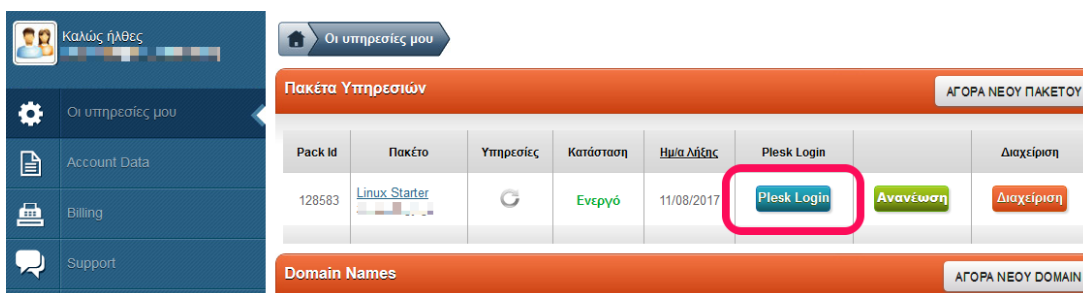 Καλώς ήλθες
Οι υπηρεσίες μου
Account Data
Billing
Support
Οι υπηρεσίες μου
Πακέτα Υπηρεσιών
ΑΓΟΡΑ ΝΕΟΥ ΠΑΚΕΤΟΥ
Pack Id Πακέτο Υπηρεσίες Κατάσταση Ημ/α Λήξης Plesk Login Διαχείριση
128583 Linux Starter Ενεργό 11/08/2017 Plesk Login Ανανέωση Διαχείριση
Domain Names
ΑΓΟΡΑ ΝΕΟΥ DOMAIN